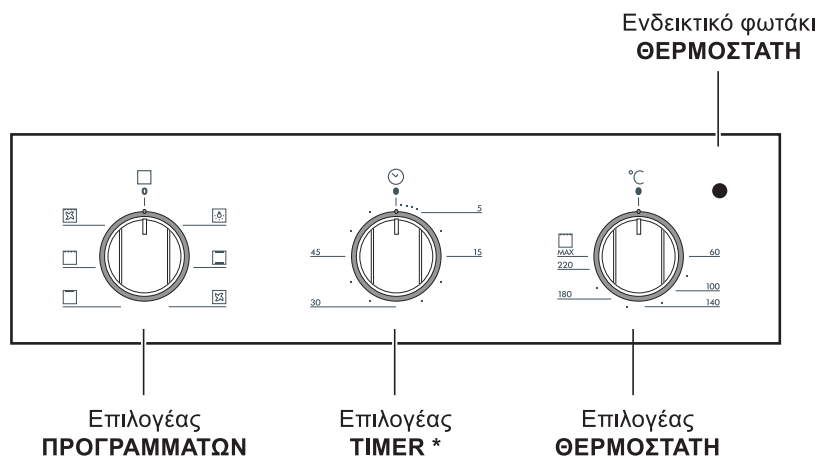 Ενδεικτικό φωτάκι
ΘΕΡΜΟΣΤΑΤΗ
°C
0
5
45
15
MAX
60
220
180
100
30
140
Επιλογέας
ΠΡΟΓΡΑΜΜΑΤΩΝ
Επιλογέας
TIMER *
Επιλογέας
ΘΕΡΜΟΣΤΑΤΗ